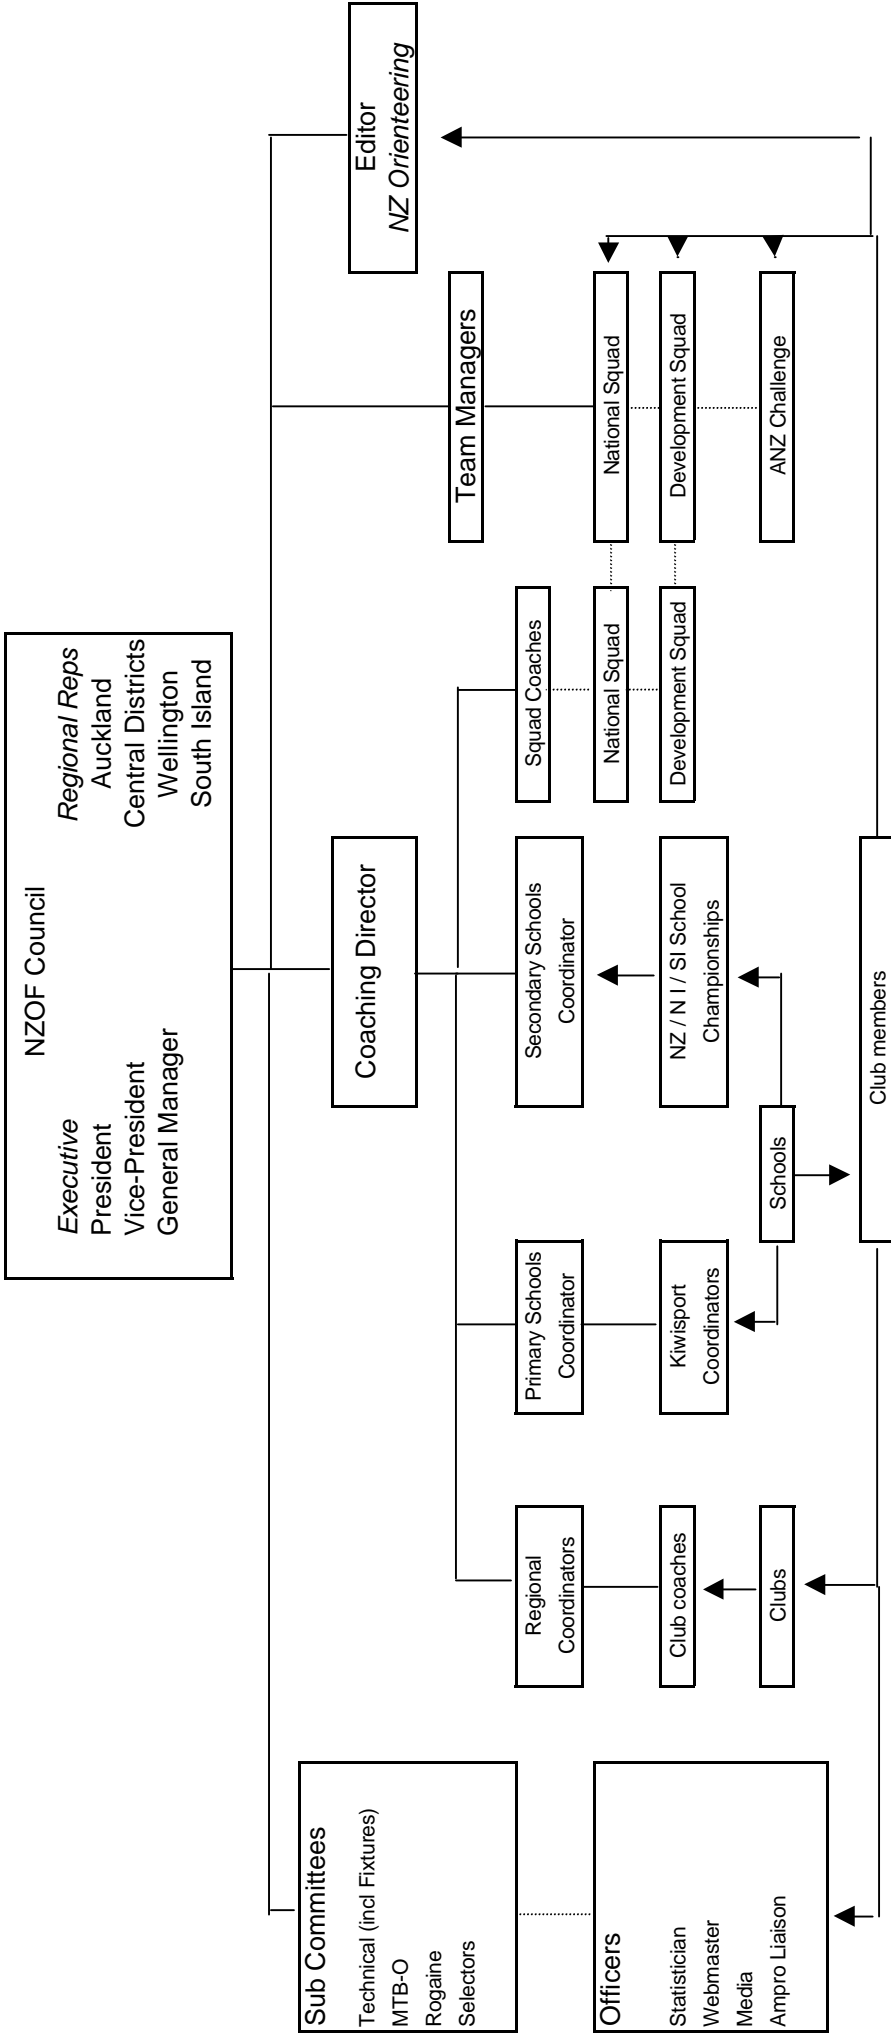 NZOF Council
Executive
President
Vice-President
General Manager
Regional Reps
Auckland
Central Districts
Wellington
South Island
Sub Committees
Technical (incl Fixtures)
MTB-O
Rogaine
Selectors
Officers
Statistician
Webmaster
Media
Ampro Liaison
Coaching Director
Regional
Coordinators
Club coaches
Clubs
Primary Schools
Coordinator
Kiwisport
Coordinators
Schools
Secondary Schools
Coordinator
NZ / N I / SI School
Championships
Squad Coaches
National Squad
Development Squad
Team Managers
National Squad
Development Squad
ANZ Challenge
Editor
NZ Orienteering
Club members